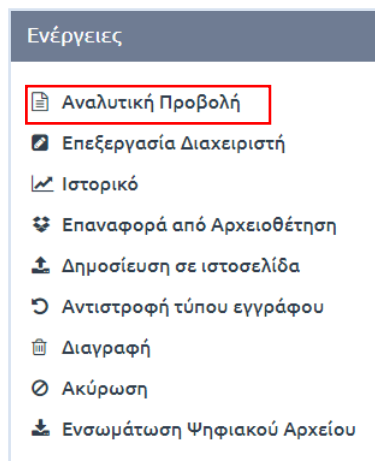 Ενέργειες
Αναλυτική Προβολή
Επεξεργασία Διαχειριστή
Ιστορικό
Επαναφορά από Αρχειοθέτηση
Δημοσίευση σε ιστοσελίδα
Αντιστροφή τύπου εγγράφου
Διαγραφή
Ακύρωση
Ενσωμάτωση Ψηφιακού Αρχείου